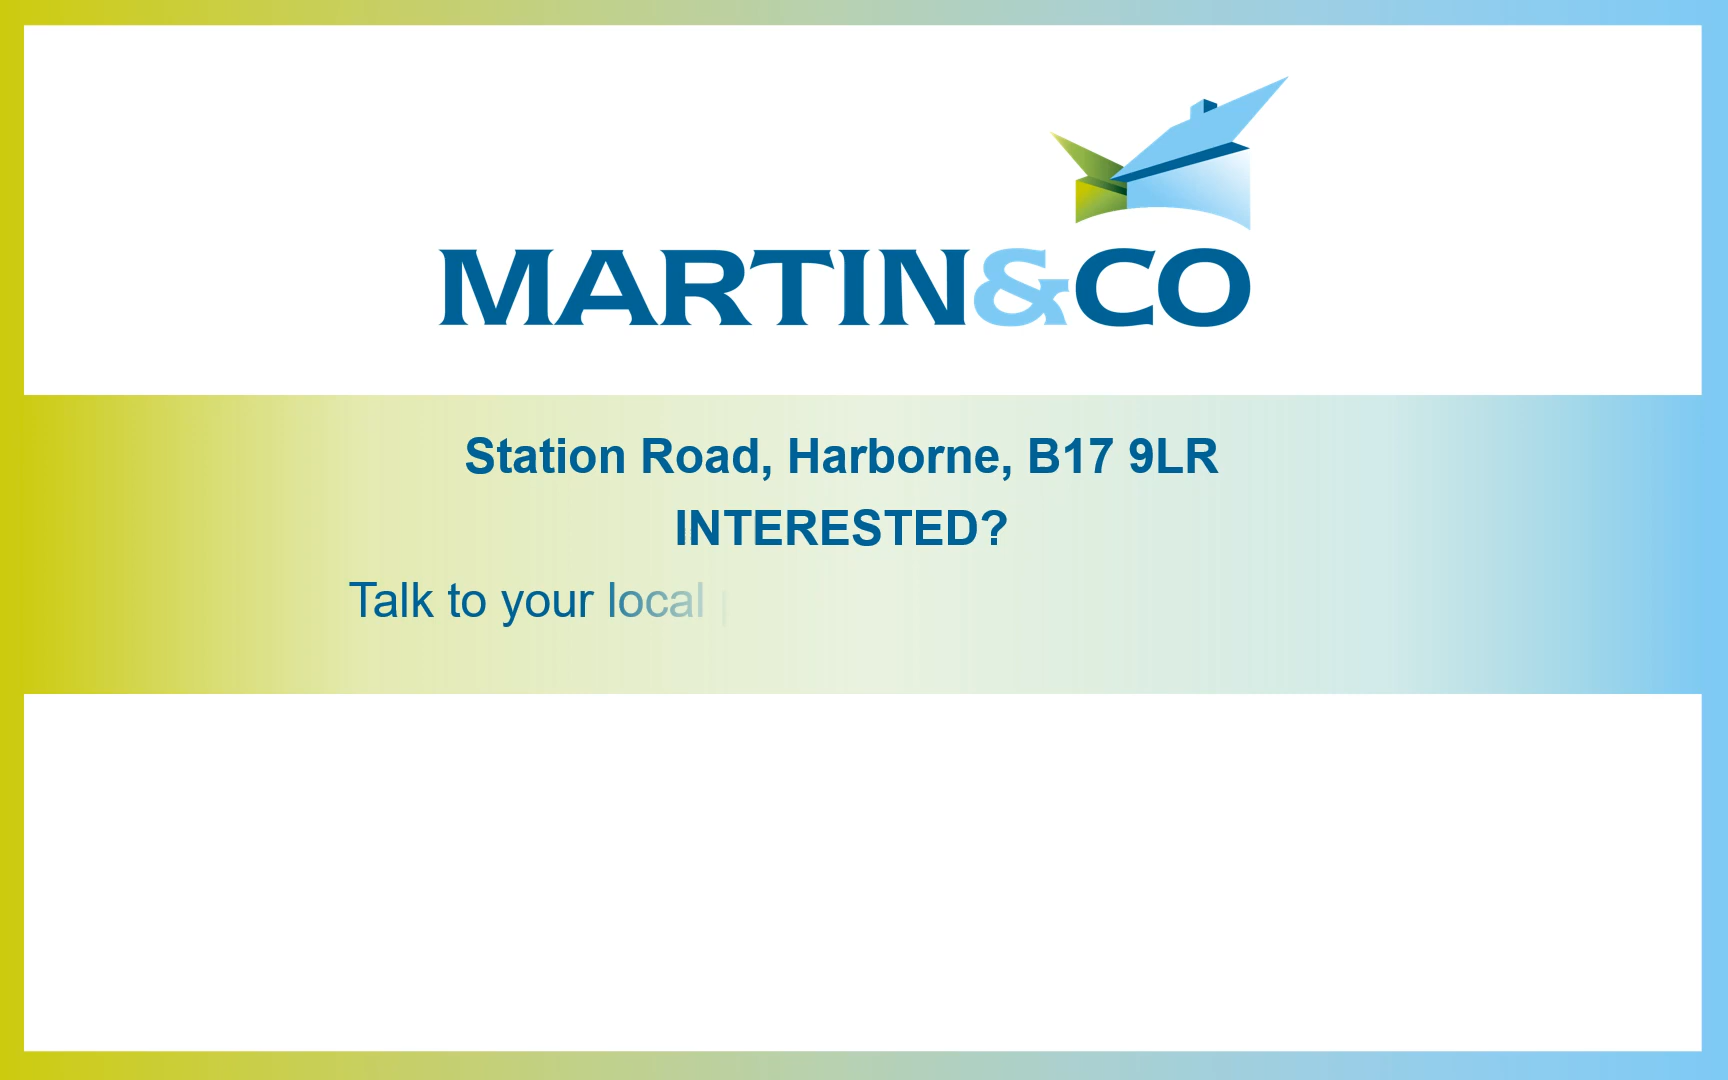 MARTIN&CO
Station Road, Harborne, B17 9LR
INTERESTED?
Talk to your local